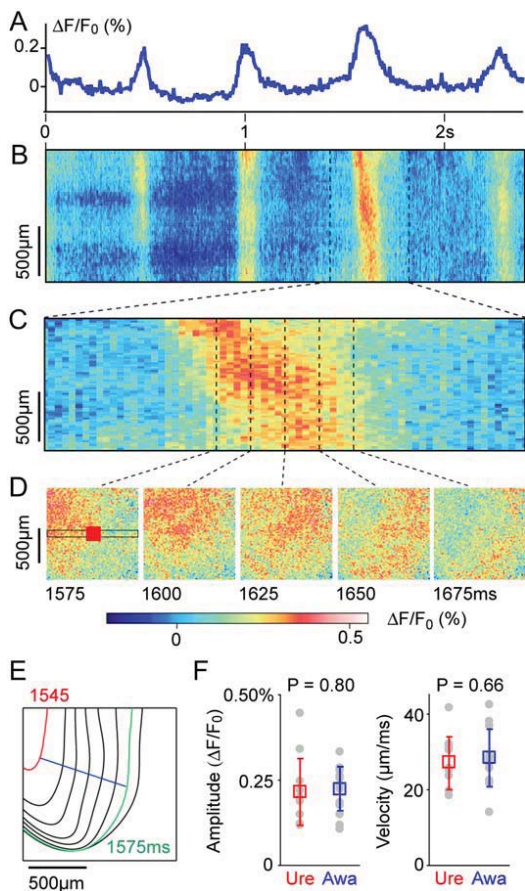 A
ΔF/F₀ (%)
0.2
0
0
1
2s
B
500µm
C
500µm
D
500µm
1575
1600
1625
1650
1675ms
0
0.5
ΔF/F₀ (%)
E
1545
1575ms
500µm
F
P = 0.80
0.50%
0.25
0
Amplitude (ΔF/F₀)
Ure
Awa
P = 0.66
40
20
0
Velocity (µm/ms)
Ure
Awa